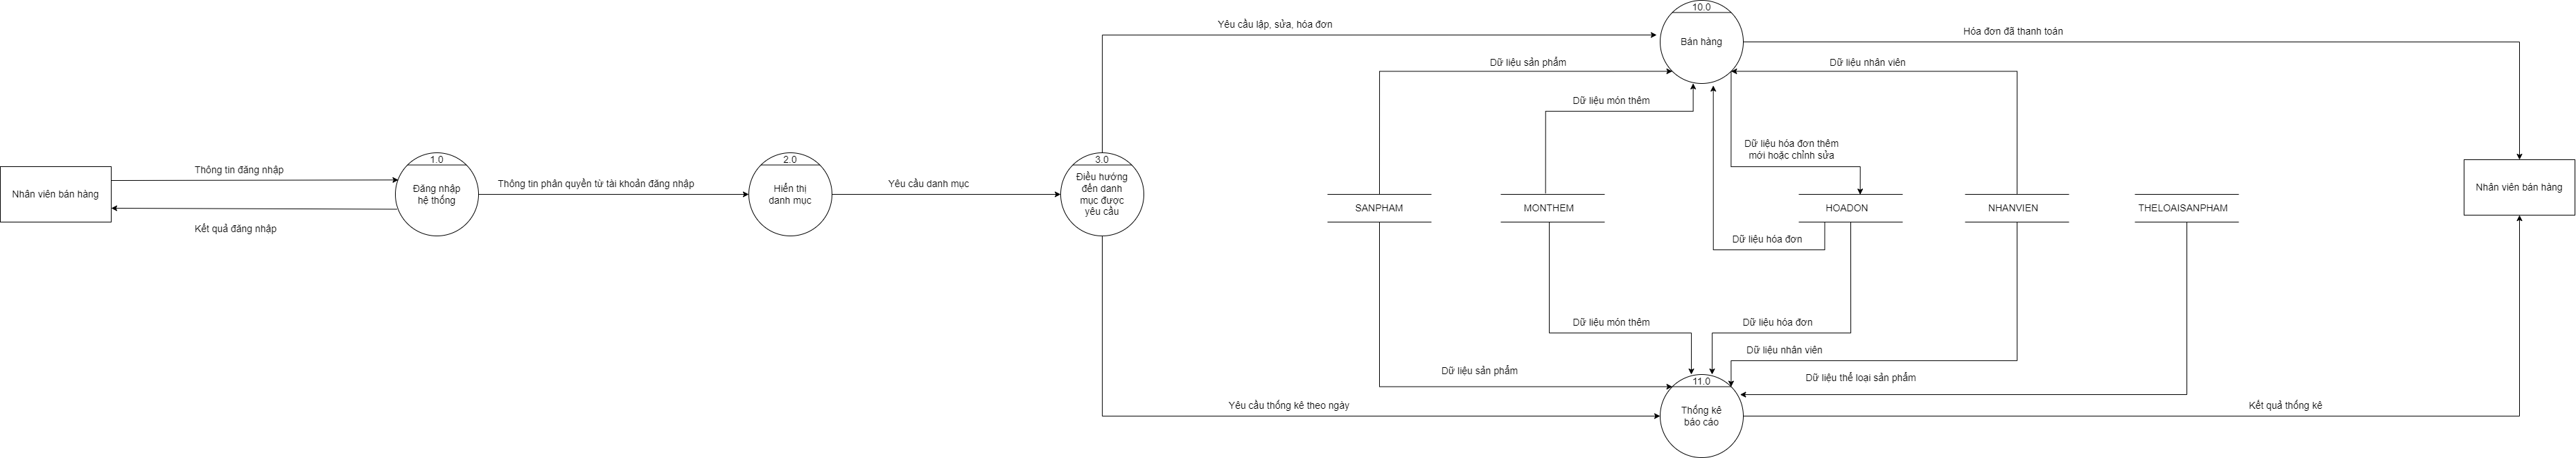 10.0
Yêu cầu lập, sửa, hóa đơn
Hóa đơn đã thanh toán
Bán hàng
Dữ liệu sản phẩm
Dữ liệu nhân viên
Dữ liệu món thêm
Dữ liệu hóa đơn thêm
mới hoặc chỉnh sửa
1.0
2.0
3.0
Thông tin đăng nhập
Nhân viên bán hàng
Đăng nhập
hệ thống
Thông tin phân quyền từ tài khoản đăng nhập
Hiển thị
danh mục
Yêu cầu danh mục
Điều hướng
đến danh
mục được
yêu cầu
Nhân viên bán hàng
SANPHAM
MONTHEM
HOADON
NHANVIEN
THELOAISANPHAM
Kết quả đăng nhập
Dữ liệu hóa đơn
Dữ liệu món thêm
Dữ liệu hóa đơn
Dữ liệu nhân viên
Dữ liệu sản phẩm
Dữ liệu thể loại sản phẩm
11.0
Yêu cầu thống kê theo ngày
Thống kê
báo cáo
Kết quả thống kê